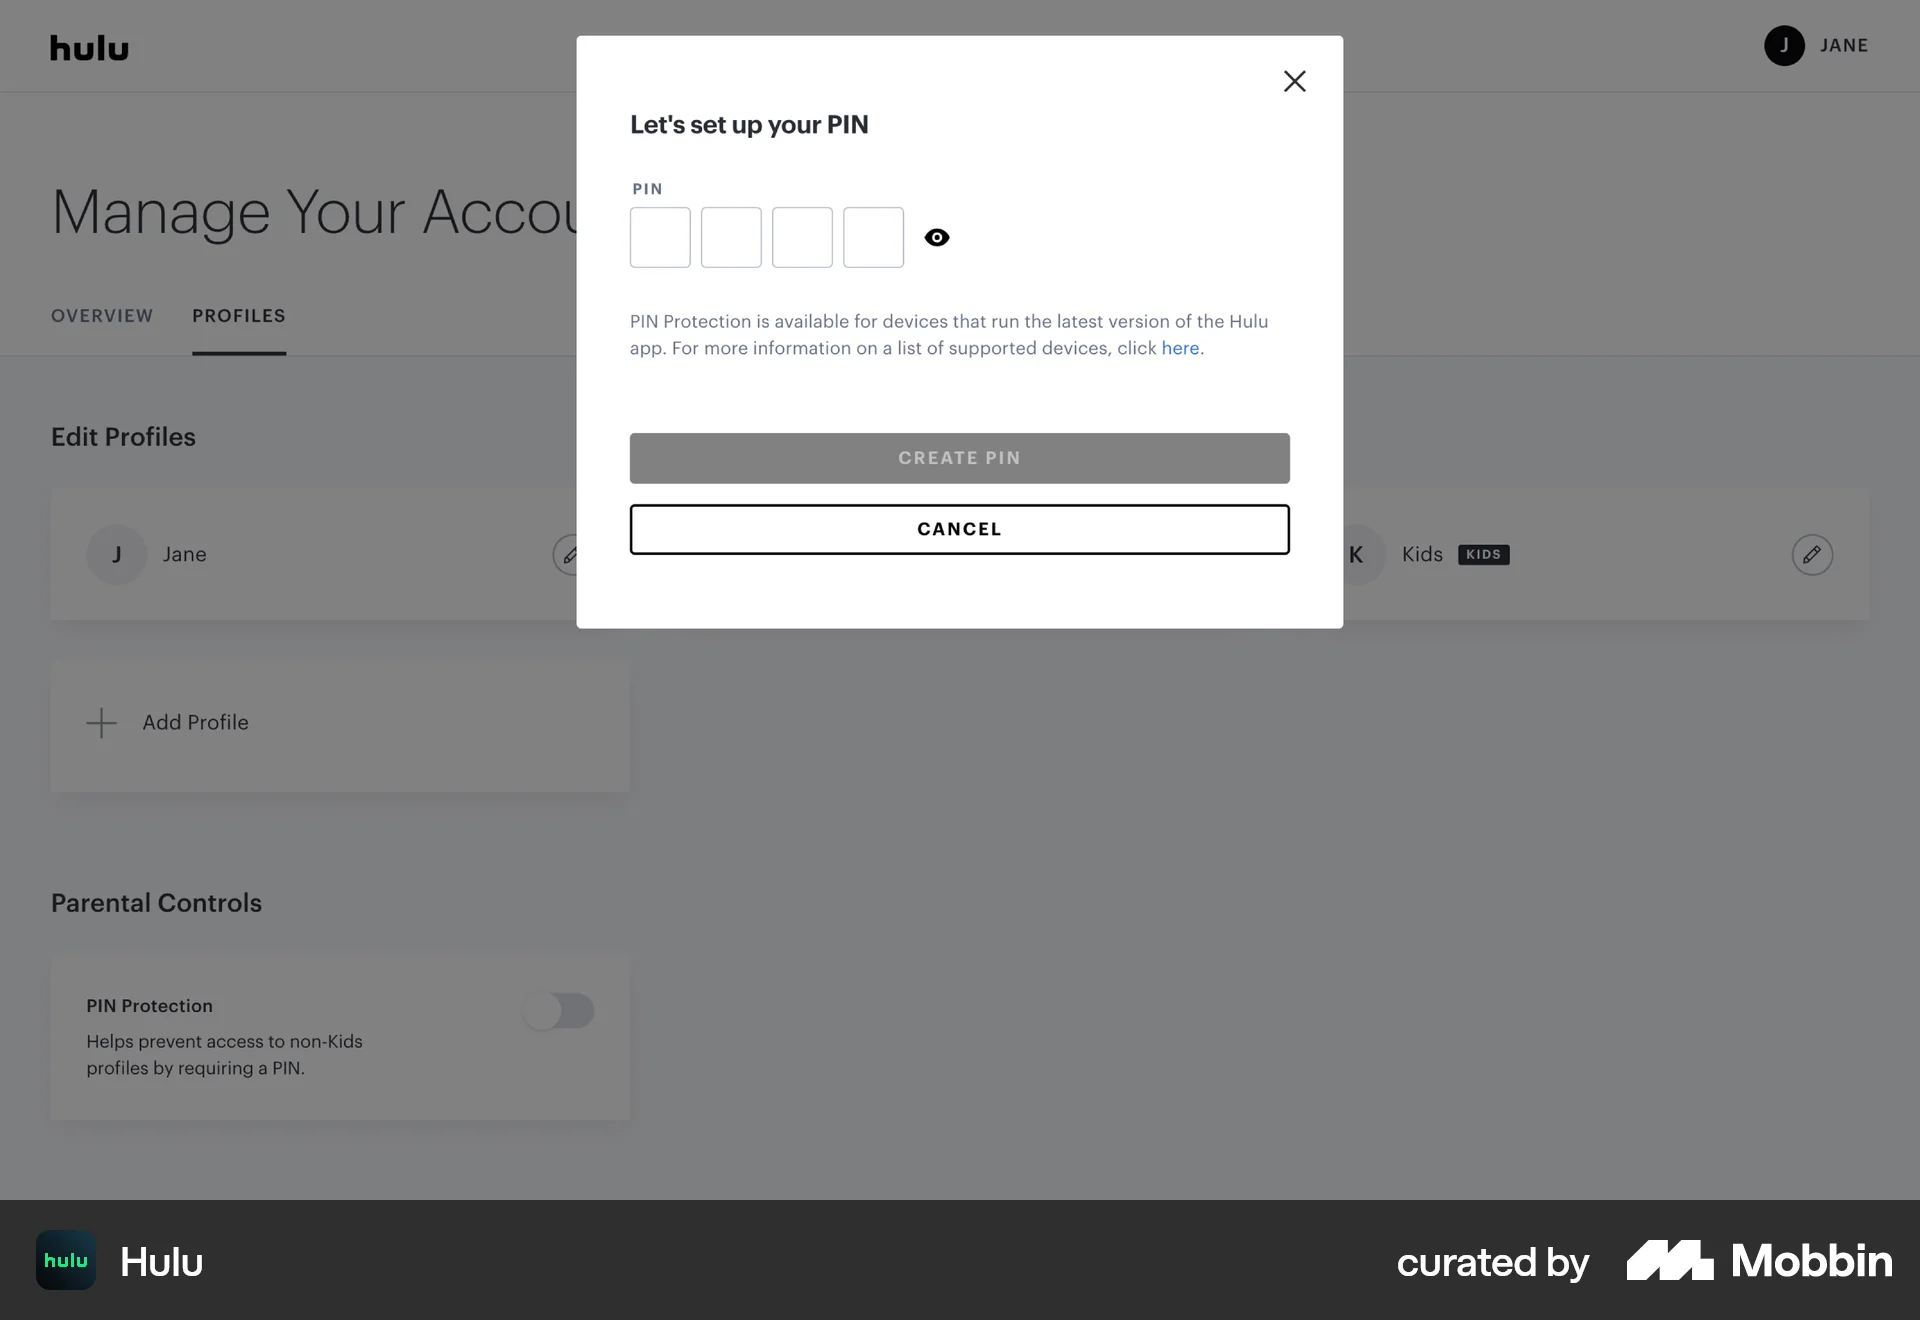 hulu
J JANE
Let's set up your PIN
PIN
Manage Your Accou
OVERVIEW PROFILES
PIN Protection is available for devices that run the latest version of the Hulu
app. For more information on a list of supported devices, click here.
Edit Profiles
CREATE PIN
CANCEL
J Jane
K Kids KIDS
Add Profile
Parental Controls
PIN Protection
Helps prevent access to non-Kids
profiles by requiring a PIN.
hulu Hulu
curated by Mobbin